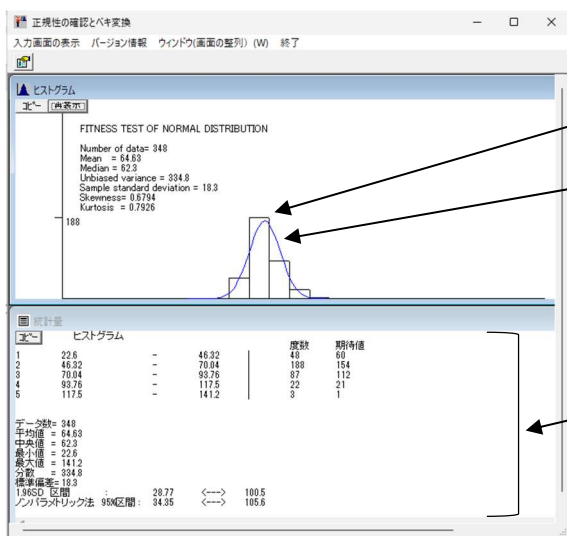 正規性の確認とベキ変換
入力画面の表示 バージョン情報 ウィンドウ(画面の整列) (W) 終了
ヒストグラム
コピー 再表示
FITNESS TEST OF NORMAL DISTRIBUTION
Number of data= 348
Mean = 64.63
Median = 62.3
Unbiased variance = 334.8
Sample standard deviation = 18.3
Skewness= 0.6794
Kurtosis = 0.7926
188
統計量
コピー ヒストグラム
度数 期待値
1 22.6 - 46.32 48 60
2 46.32 - 70.04 188 154
3 70.04 - 93.76 87 112
4 93.76 - 117.5 22 21
5 117.5 - 141.2 3 1
データ数= 348
平均値 = 64.63
中央値 = 62.3
最小値 = 22.6
最大値 = 141.2
分散 = 334.8
標準偏差= 18.3
1.96SD 区間 : 28.77 <---> 100.5
ノンパラメトリック法 95%区間 : 34.35 <---> 105.6